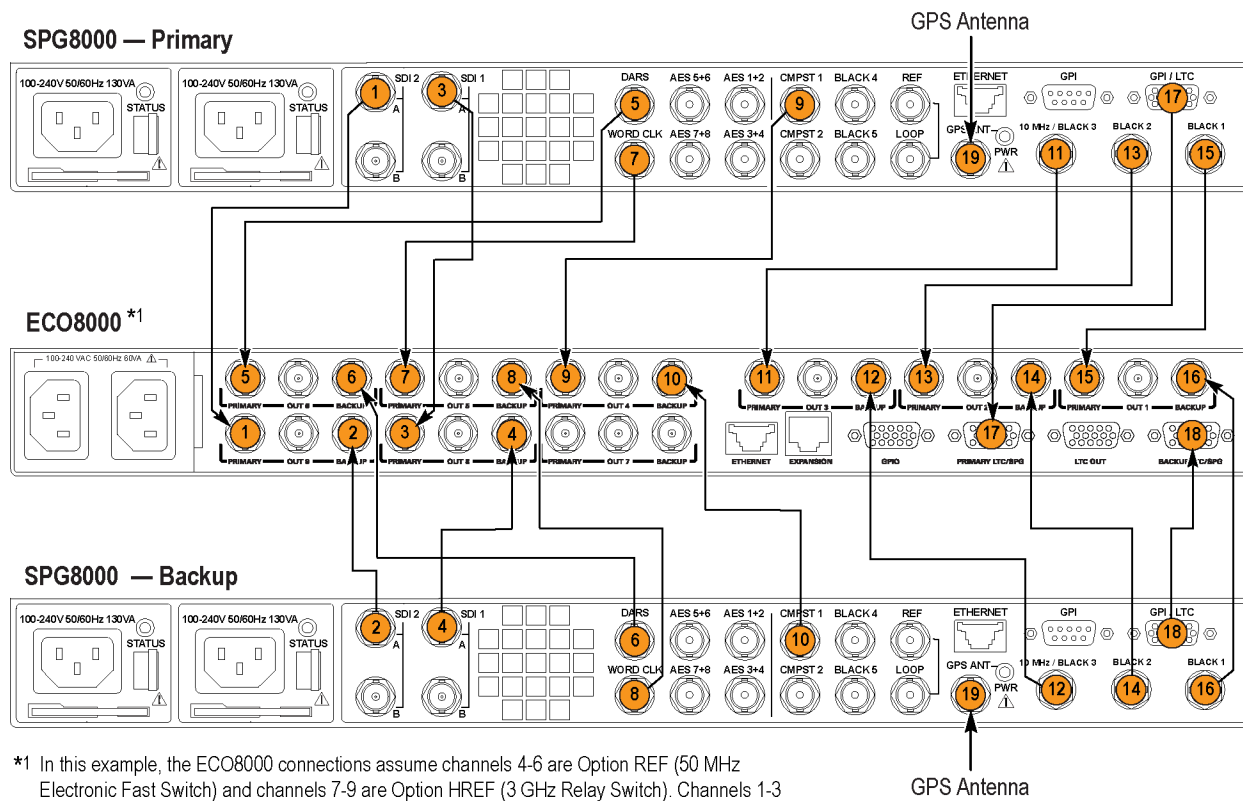 GPS Antenna
SPG8000 — Primary
100-240V 50/60Hz 130VA
STATUS
100-240V 50/60Hz 130VA
STATUS
SDI 2
SDI 1
A
A
B
B
1
3
DARS
AES 5+6
AES 1+2
CMPST 1
BLACK 4
REF
ETHERNET
GPI
GPI / LTC
5
9
17
WORD CLK
AES 7+8
AES 3+4
CMPST 2
BLACK 5
LOOP
GPS ANT
PWR
10 MHz / BLACK 3
BLACK 2
BLACK 1
7
19
11
13
15
ECO8000 *1
100-240 VAC 50/60Hz 60VA
5
6
7
8
9
10
11
12
13
14
15
16
PRIMARY
OUT 6
BACKUP
PRIMARY
OUT 5
BACKUP
PRIMARY
OUT 4
BACKUP
PRIMARY
OUT 3
BACKUP
PRIMARY
OUT 2
BACKUP
PRIMARY
OUT 1
BACKUP
1
2
3
4
17
18
PRIMARY
OUT 9
BACKUP
PRIMARY
OUT 8
BACKUP
PRIMARY
OUT 7
BACKUP
ETHERNET
EXPANSION
GPIO
PRIMARY LTC/SPG
LTC OUT
BACKUP LTC/SPG
SPG8000 — Backup
100-240V 50/60Hz 130VA
STATUS
100-240V 50/60Hz 130VA
STATUS
SDI 2
SDI 1
A
A
B
B
2
4
DARS
AES 5+6
AES 1+2
CMPST 1
BLACK 4
REF
ETHERNET
GPI
GPI / LTC
6
10
18
WORD CLK
AES 7+8
AES 3+4
CMPST 2
BLACK 5
LOOP
GPS ANT
PWR
10 MHz / BLACK 3
BLACK 2
BLACK 1
8
19
12
14
16
*1 In this example, the ECO8000 connections assume channels 4-6 are Option REF (50 MHz
Electronic Fast Switch) and channels 7-9 are Option HREF (3 GHz Relay Switch). Channels 1-3
GPS Antenna